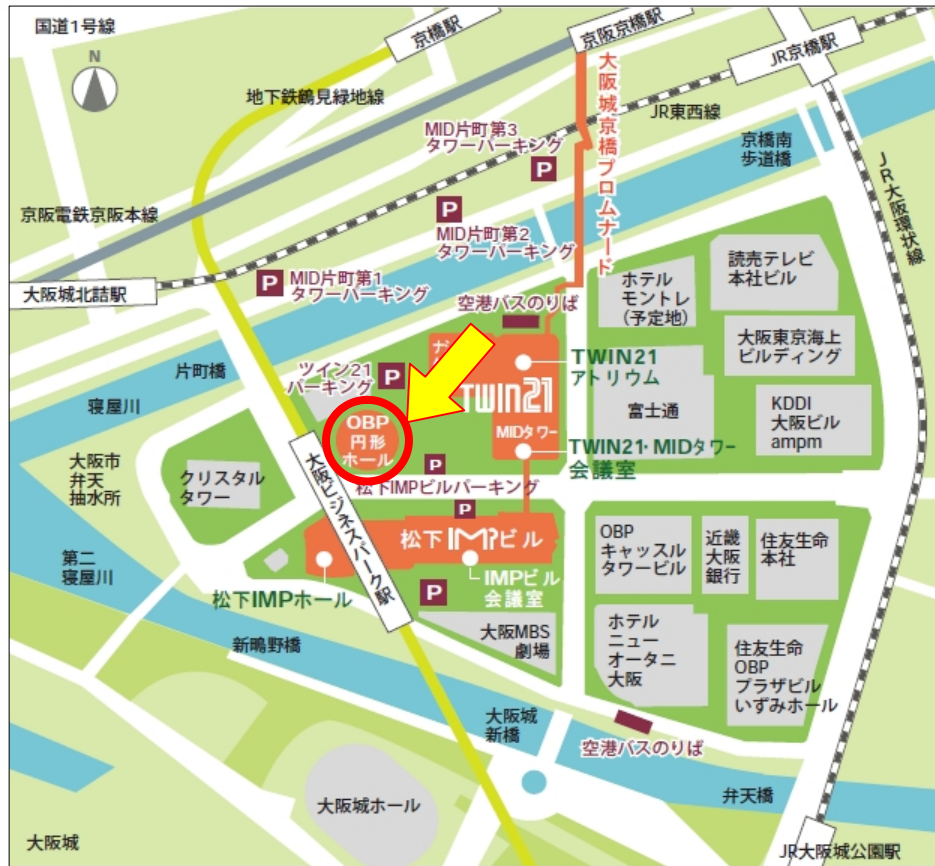 国道1号線
N
京橋駅
京阪京橋駅
JR京橋駅
地下鉄鶴見緑地線
大阪城京橋プロムナード
JR東西線
MID片町第3
タワーパーキング
P
京橋南
歩道橋
JR大阪環状線
京阪電鉄京阪本線
P
MID片町第2
タワーパーキング
大阪城北詰駅
P
MID片町第1
タワーパーキング
空港バスのりば
ホテル
モントレ
(予定地)
読売テレビ
本社ビル
片町橋
ツイン21
パーキング
P
ガ
TWIN21
TWIN21
アトリウム
大阪東京海上
ビルディング
寝屋川
OBP
円形
ホール
MIDタワー
富士通
KDDI
大阪ビル
ampm
TWIN21・MIDタワー
会議室
大阪市
弁天
抽水所
クリスタル
タワー
P
松下IMPビルパーキング
P
大阪ビジネスパーク駅
松下IMPビル
OBP
キャッスル
タワービル
近畿
大阪
銀行
住友生命
本社
第二
寝屋川
松下IMPホール
IMPビル
会議室
P
大阪MBS
劇場
ホテル
ニュー
オータニ
大阪
住友生命
OBP
プラザビル
いずみホール
新鴫野橋
大阪城
新橋
空港バスのりば
大阪城ホール
弁天橋
大阪城
JR大阪城公園駅